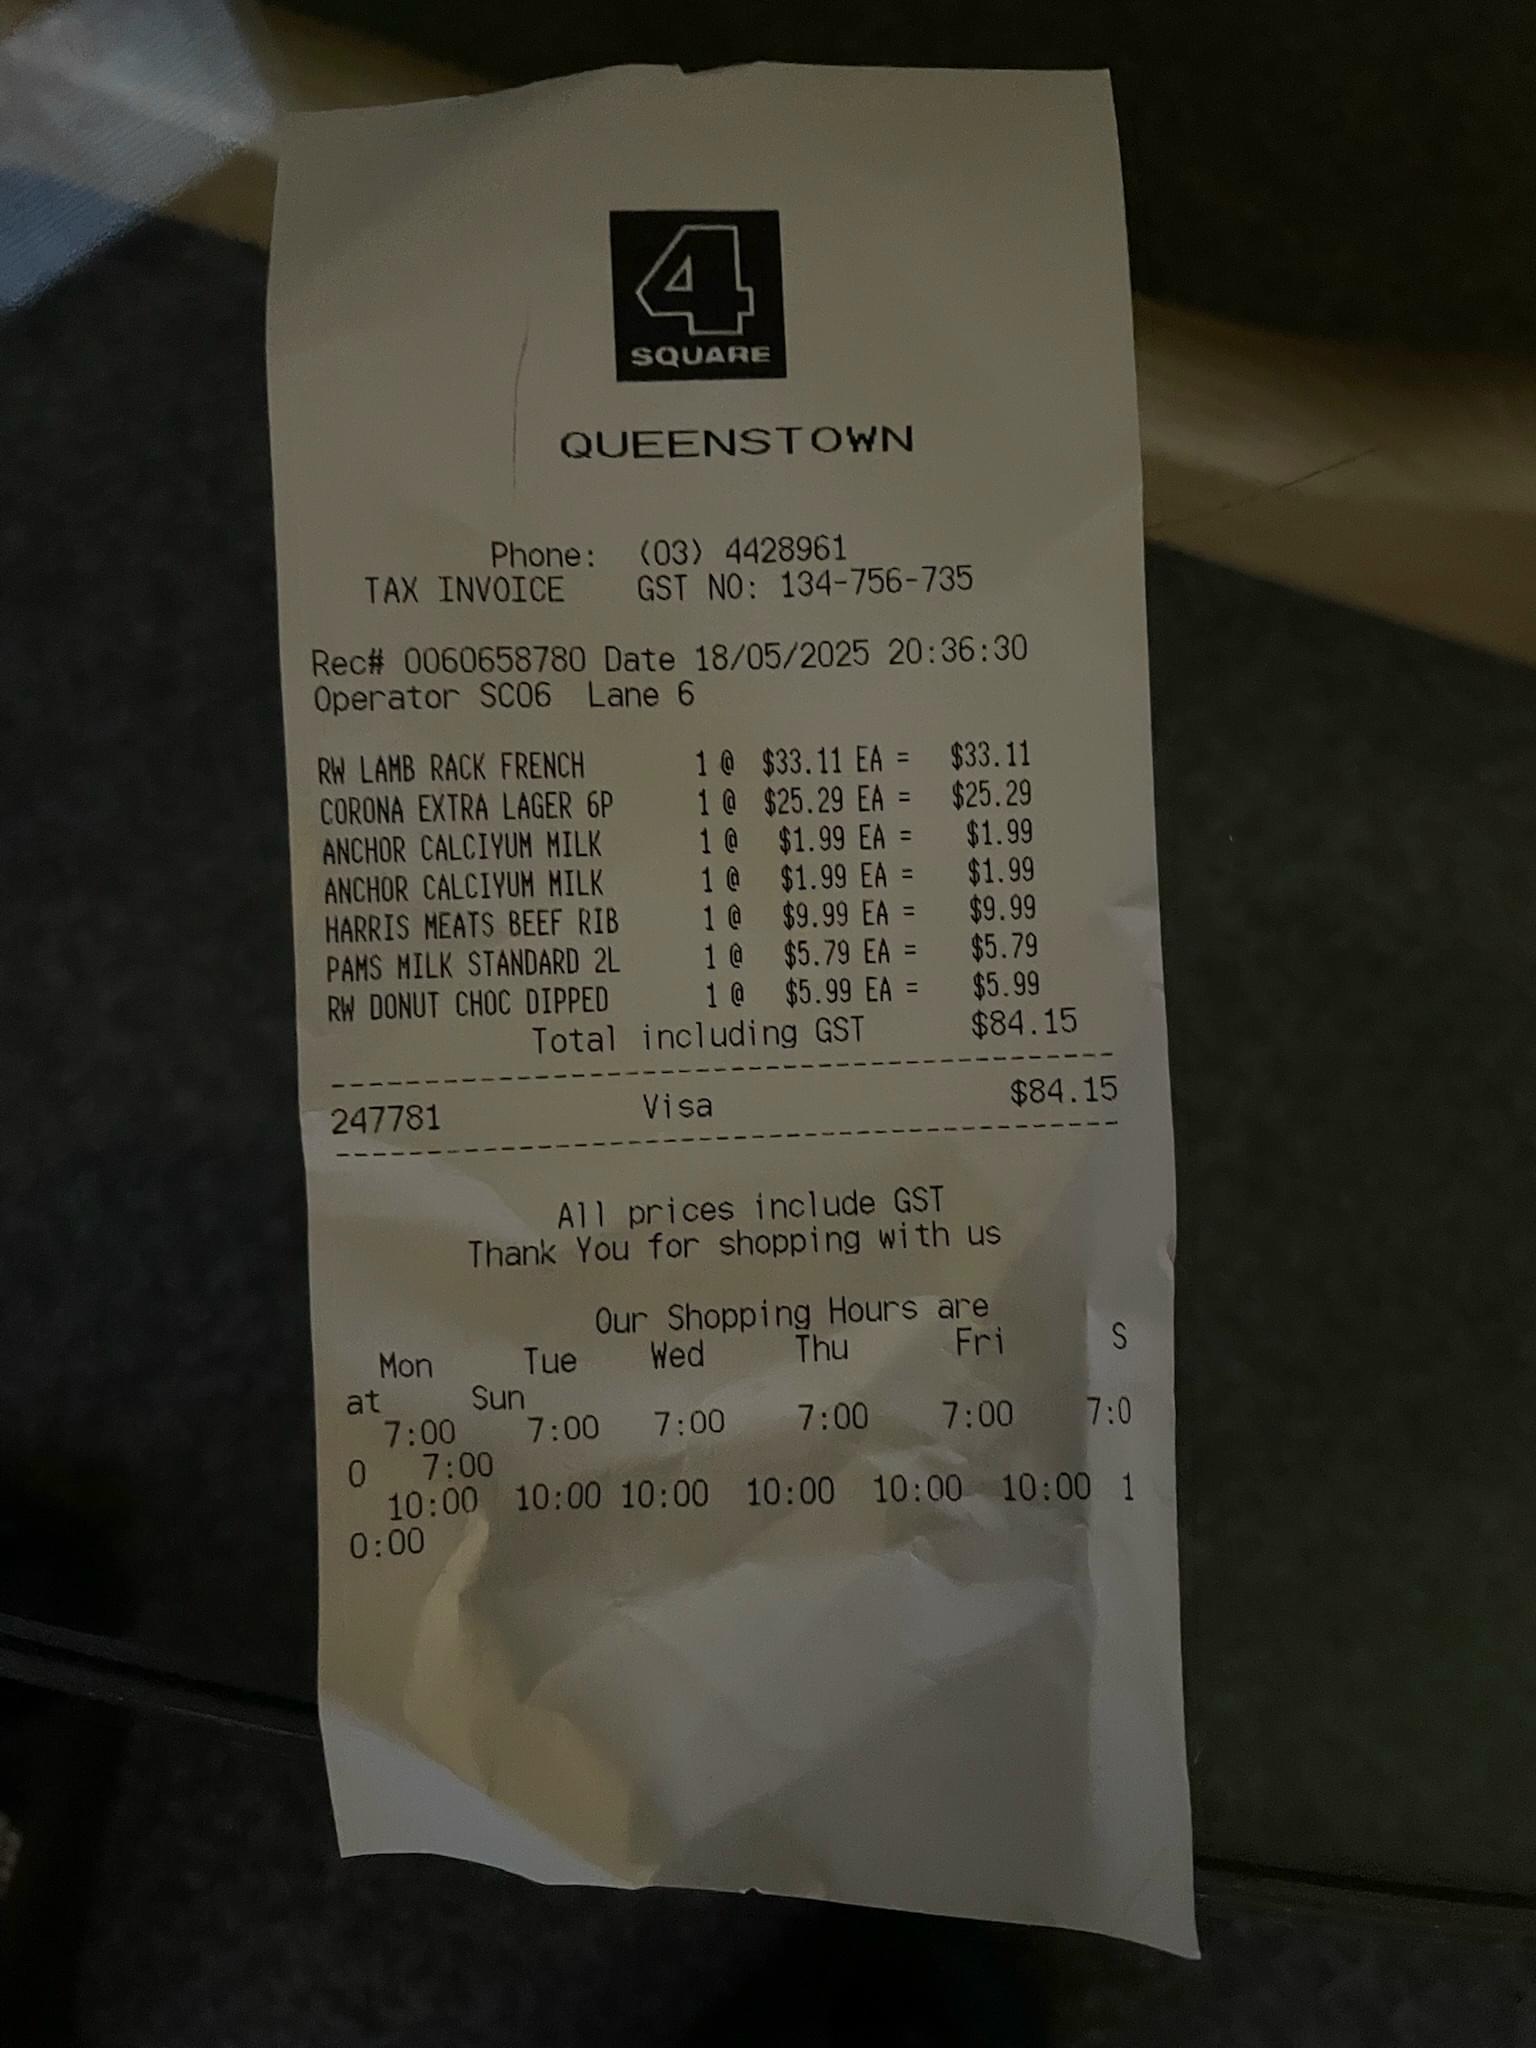 4
SQUARE
QUEENSTOWN
Phone: (03) 4428961
TAX INVOICE GST NO: 134-756-735
Rec# 0060658780 Date 18/05/2025 20:36:30
Operator SC06 Lane 6
RW LAMB RACK FRENCH 1 @ $33.11 EA = $33.11
CORONA EXTRA LAGER 6P 1 @ $25.29 EA = $25.29
ANCHOR CALCIYUM MILK 1 @ $1.99 EA = $1.99
ANCHOR CALCIYUM MILK 1 @ $1.99 EA = $1.99
HARRIS MEATS BEEF RIB 1 @ $9.99 EA = $9.99
PAMS MILK STANDARD 2L 1 @ $5.79 EA = $5.79
RW DONUT CHOC DIPPED 1 @ $5.99 EA = $5.99
Total including GST $84.15
247781 Visa $84.15
All prices include GST
Thank You for shopping with us
Our Shopping Hours are
Mon Tue Wed Thu Fri S
at Sun
7:00 7:00 7:00 7:00 7:00 7:0
0 7:00
10:00 10:00 10:00 10:00 10:00 10:00 1
0:00